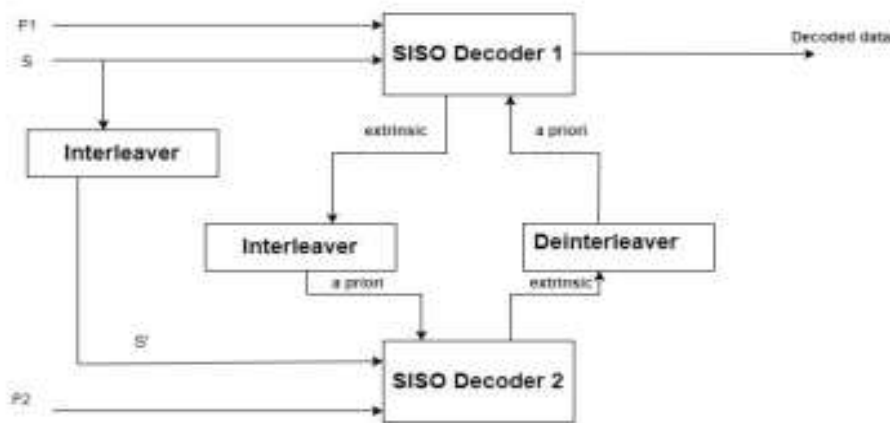 P1
SISO Decoder 1
Decoded data
S
extrinsic
a priori
Interleaver
Interleaver
Deinterleaver
a priori
extrinsic
S'
SISO Decoder 2
P2